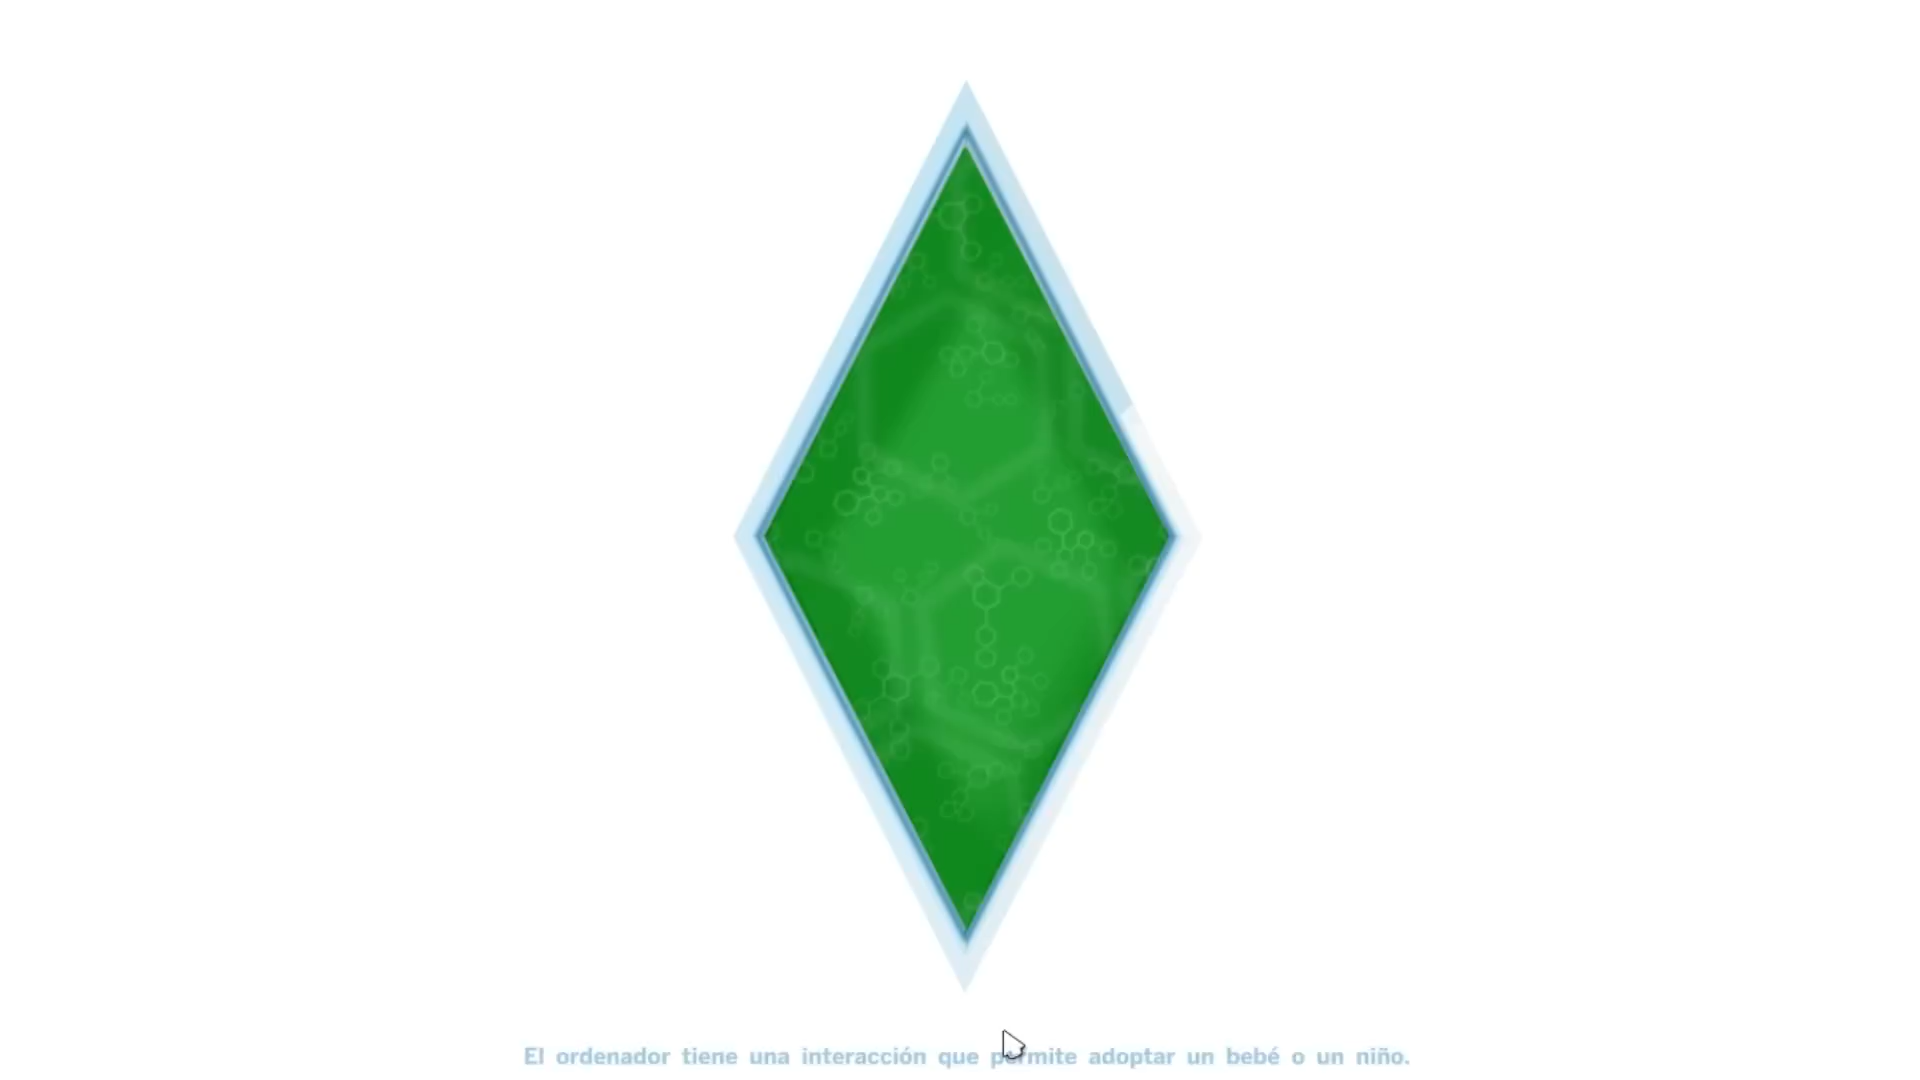 El ordenador tiene una interacción que permite adoptar un bebé o un niño.